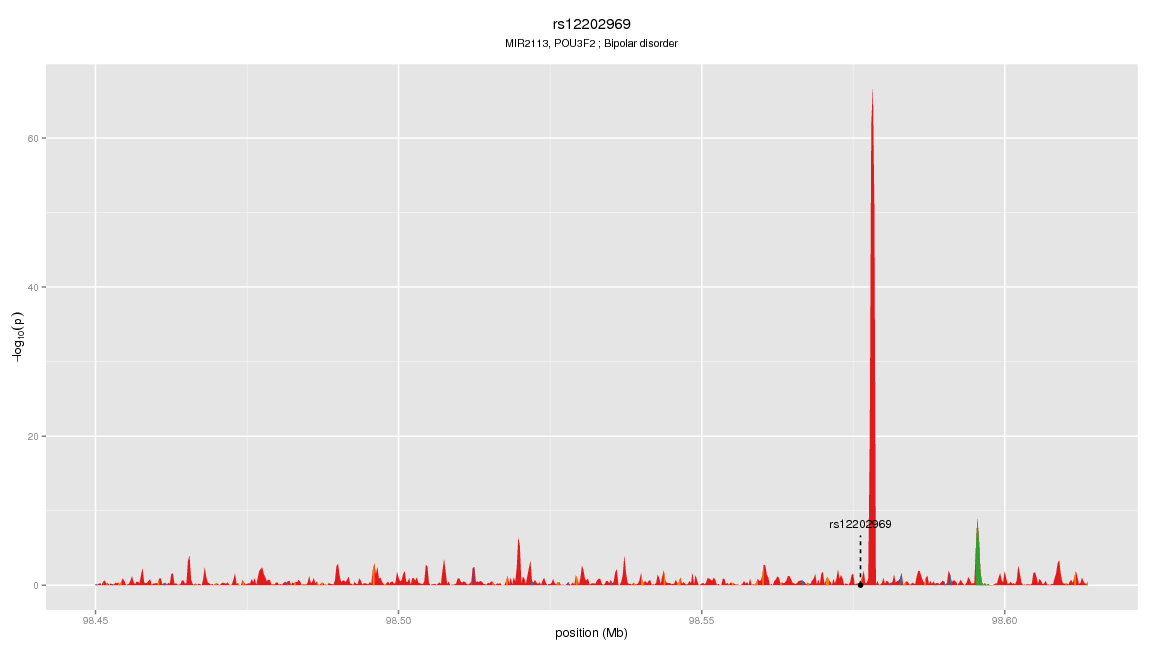 rs12202969
MIR2113, POU3F2 ; Bipolar disorder
−log10(p)
60
40
20
0
rs12202969
98.45
98.50
98.55
98.60
position (Mb)